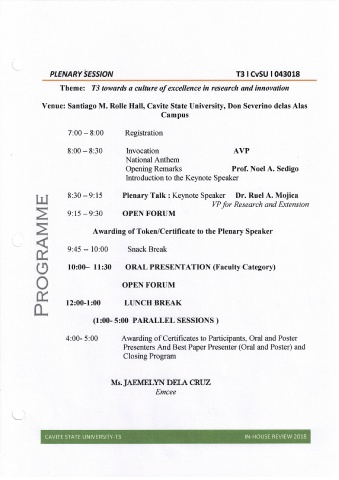 PLENARY SESSION T3 l CvSU l 043018
Theme: T3 towards a culture of excellence in research and innovation
Venue: Santiago M. Rolle Hall, Cavite State University, Don Severino delas Alas
Campus
7:00 – 8:00 Registration
8:00 – 8:30 Invocation AVP
National Anthem
Opening Remarks Prof. Noel A. Sedigo
Introduction to the Keynote Speaker
8:30 – 9:15 Plenary Talk : Keynote Speaker Dr. Ruel A. Mojica
VP for Research and Extension
9:15 – 9:30 OPEN FORUM
Awarding of Token/Certificate to the Plenary Speaker
9:45 -- 10:00 Snack Break
10:00– 11:30 ORAL PRESENTATION (Faculty Category)
OPEN FORUM
12:00-1:00 LUNCH BREAK
(1:00- 5:00 PARALLEL SESSIONS )
4:00- 5:00 Awarding of Certificates to Participants, Oral and Poster
Presenters And Best Paper Presenter (Oral and Poster) and
Closing Program
Ms. JAEMELYN DELA CRUZ
Emcee
PROGRAMME
CAVITE STATE UNIVERSITY-T3 IN-HOUSE REVIEW 2018